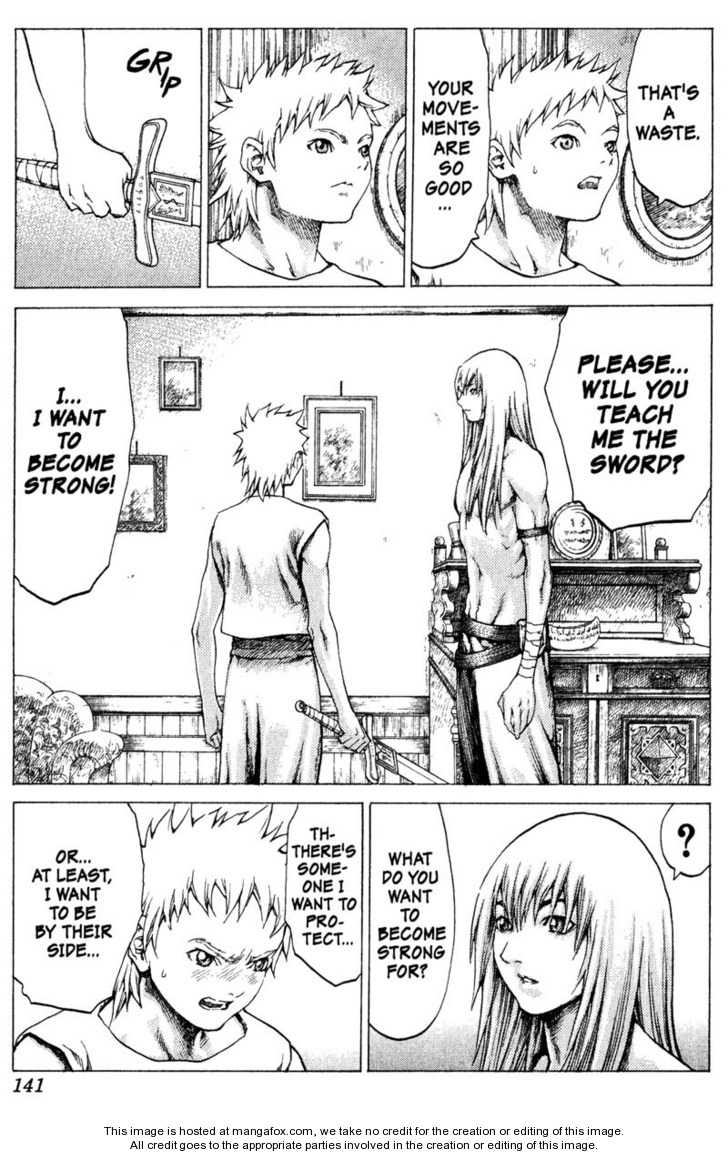 THAT'S
A
WASTE.
YOUR
MOVE-
MENTS
ARE
SO
GOOD
...
GRIP
PLEASE...
WILL YOU
TEACH
ME THE
SWORD?
I...
I WANT
TO
BECOME
STRONG!
?
WHAT
DO YOU
WANT
TO
BECOME
STRONG
FOR?
TH-
THERE'S
SOME-
ONE I
WANT TO
PRO-
TECT...
OR...
AT LEAST,
I WANT
TO BE
BY THEIR
SIDE...
141
This image is hosted at mangafox.com, we take no credit for the creation or editing of this image.
All credit goes to the appropriate parties involved in the creation or editing of this image.